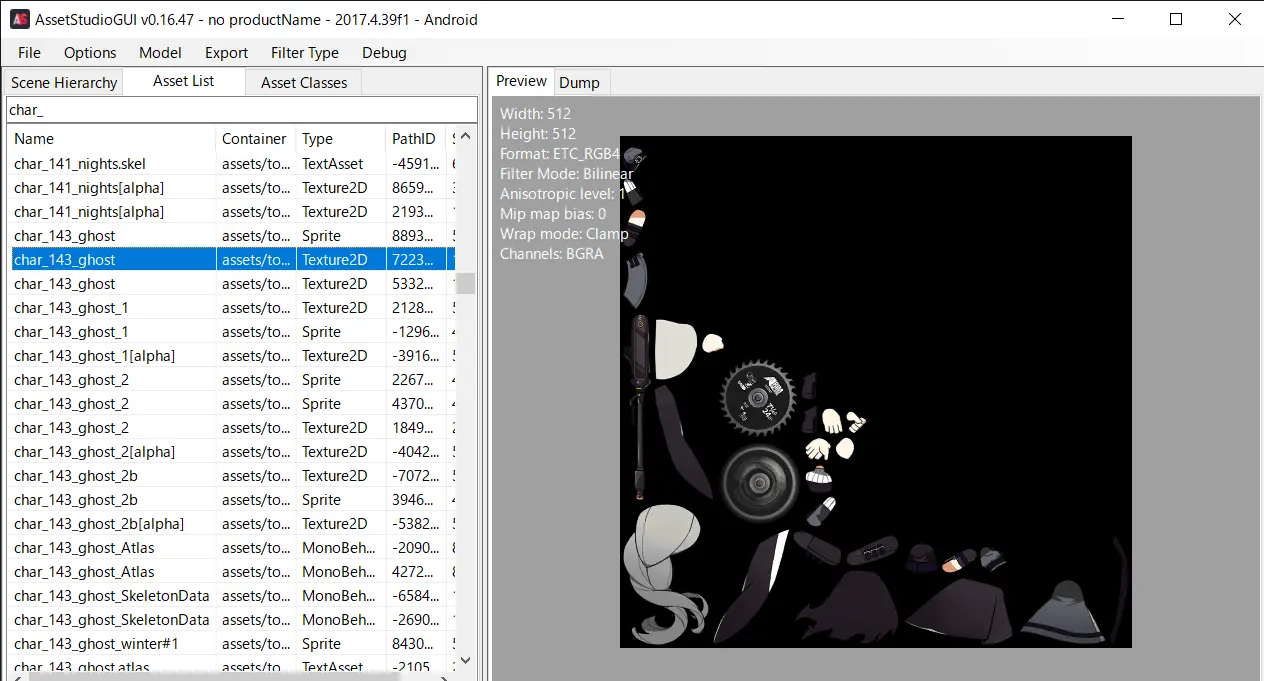 AS AssetStudioGUI v0.16.47 - no productName - 2017.4.39f1 - Android
File Options Model Export Filter Type Debug
Scene Hierarchy Asset List Asset Classes
char_
Name Container Type PathID
char_141_nights.skel assets/to... TextAsset -4591...
char_141_nights[alpha] assets/to... Texture2D 8659...
char_141_nights[alpha] assets/to... Texture2D 2193...
char_143_ghost assets/to... Sprite 8893...
char_143_ghost assets/to... Texture2D 7223...
char_143_ghost assets/to... Texture2D 5332...
char_143_ghost_1 assets/to... Texture2D 2128...
char_143_ghost_1 assets/to... Sprite -1296...
char_143_ghost_1[alpha] assets/to... Texture2D -3916...
char_143_ghost_2 assets/to... Sprite 2267...
char_143_ghost_2 assets/to... Sprite 4370...
char_143_ghost_2 assets/to... Texture2D 1849...
char_143_ghost_2[alpha] assets/to... Texture2D -4042...
char_143_ghost_2b assets/to... Texture2D -7072...
char_143_ghost_2b assets/to... Sprite 3946...
char_143_ghost_2b[alpha] assets/to... Texture2D -5382...
char_143_ghost_Atlas assets/to... MonoBeh... -2090...
char_143_ghost_Atlas assets/to... MonoBeh... 4272...
char_143_ghost_SkeletonData assets/to... MonoBeh... -6584...
char_143_ghost_SkeletonData assets/to... MonoBeh... -2690...
char_143_ghost_winter#1 assets/to... Sprite 8430...
char_143_ghost.atlas assets/to... TextAsset -2105...
Preview Dump
Width: 512
Height: 512
Format: ETC_RGB4
Filter Mode: Bilinear
Anisotropic level: 1
Mip map bias: 0
Wrap mode: Clamp
Channels: BGRA